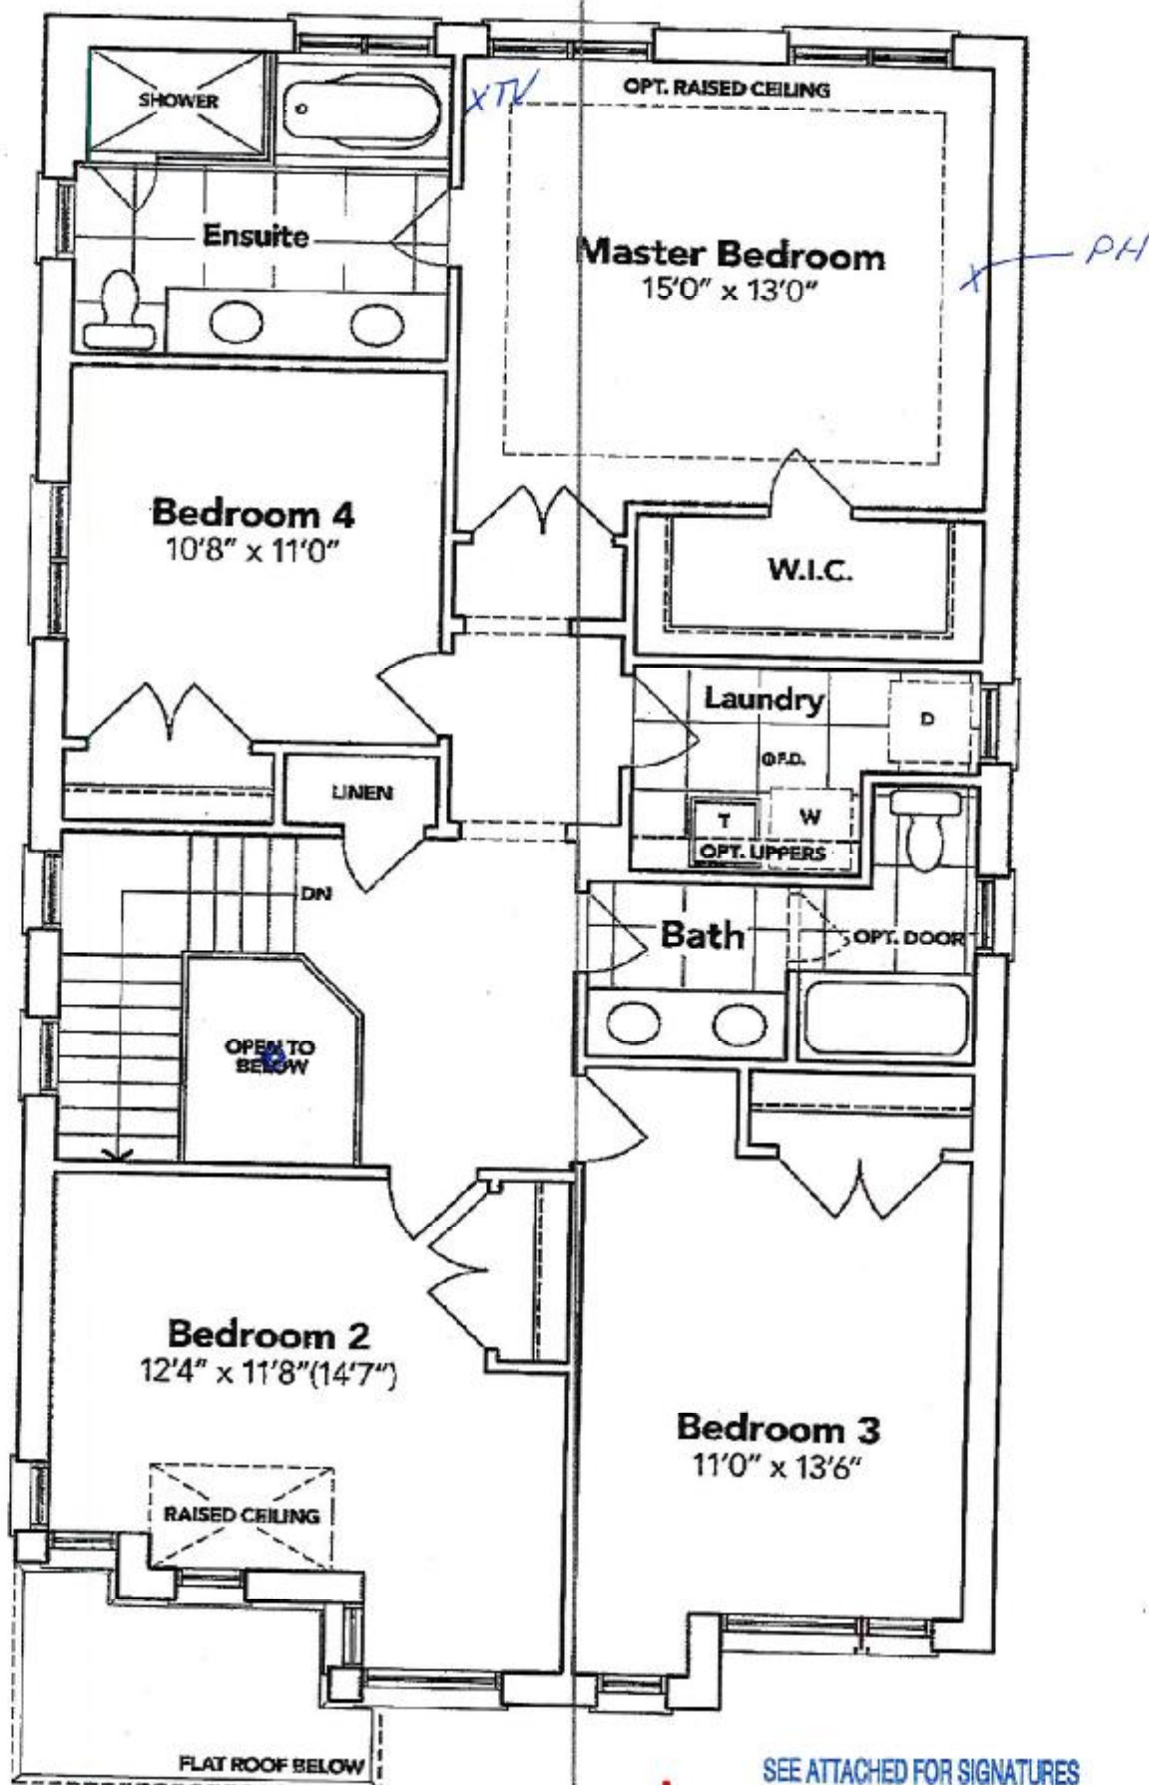 SHOWER
XTV
OPT. RAISED CEILING
Ensuite
Master Bedroom
15'0" x 13'0"
X PH
Bedroom 4
10'8" x 11'0"
W.I.C.
Laundry
D
F.D.
LINEN
T
W
OPT. UPPERS
DN
Bath
OPT. DOOR
OPEN TO
BELOW
Bedroom 2
12'4" x 11'8"(14'7")
Bedroom 3
11'0" x 13'6"
RAISED CEILING
FLAT ROOF BELOW
SEE ATTACHED FOR SIGNATURES